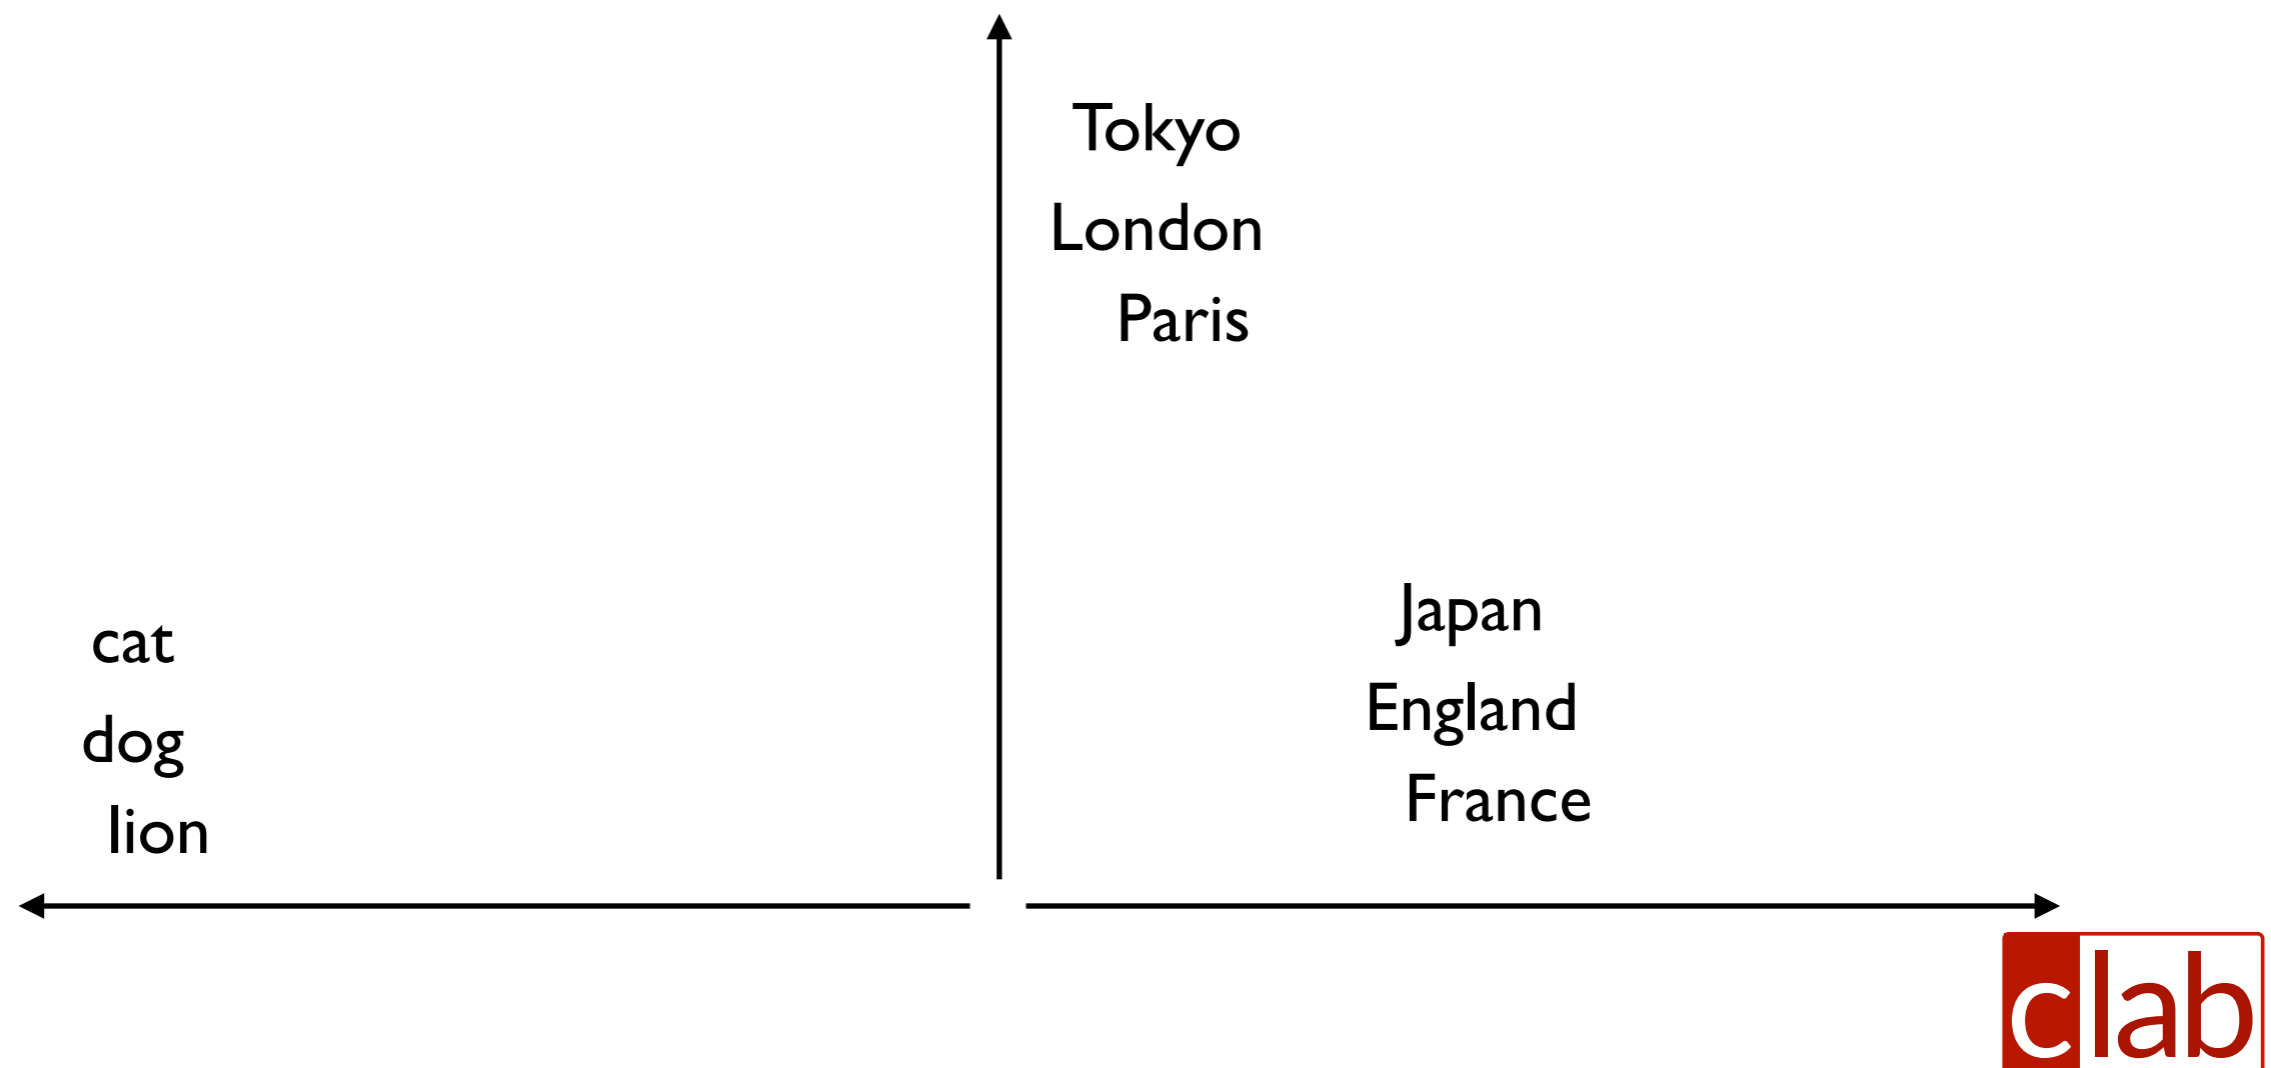 Tokyo
London
Paris
cat
dog
lion
Japan
England
France
clab